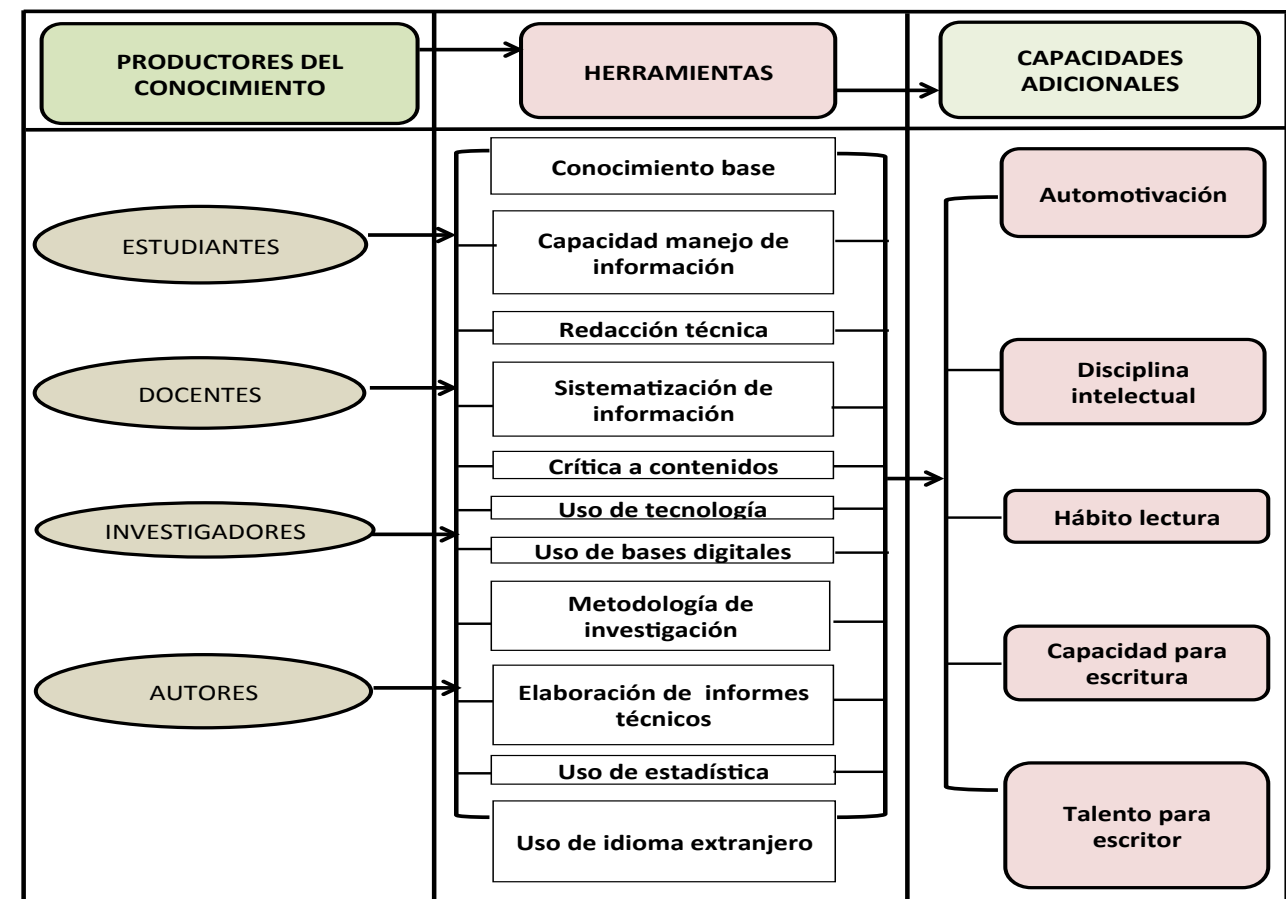 PRODUCTORES DEL
CONOCIMIENTO
HERRAMIENTAS
CAPACIDADES
ADICIONALES
ESTUDIANTES
DOCENTES
INVESTIGADORES
AUTORES
Conocimiento base
Capacidad manejo de
información
Redacción técnica
Sistematización de
información
Crítica a contenidos
Uso de tecnología
Uso de bases digitales
Metodología de
investigación
Elaboración de informes
técnicos
Uso de estadística
Uso de idioma extranjero
Automotivación
Disciplina
intelectual
Hábito lectura
Capacidad para
escritura
Talento para
escritor